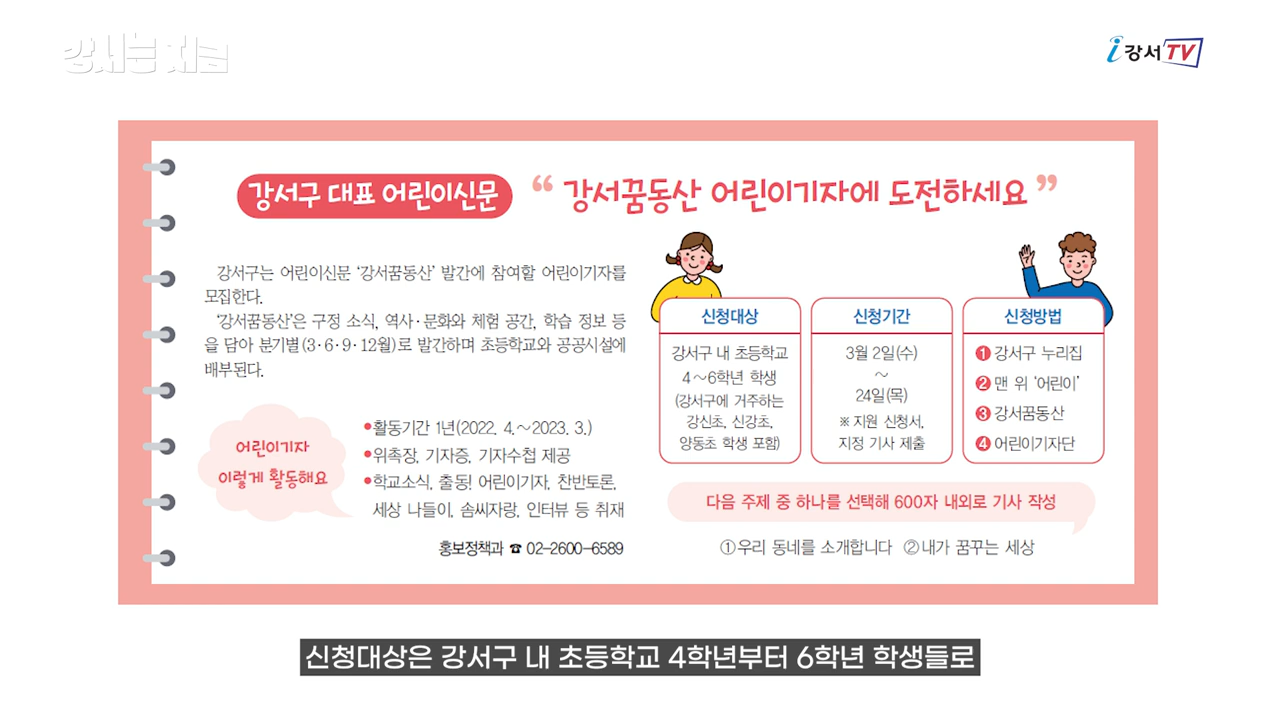 강서는 지금
i 강서 TV
강서구 대표 어린이신문
“ 강서꿈동산 어린이기자에 도전하세요 ”
강서구는 어린이신문 ‘강서꿈동산’ 발간에 참여할 어린이기자를
모집한다.
‘강서꿈동산’은 구정 소식, 역사·문화와 체험 공간, 학습 정보 등
을 담아 분기별(3·6·9·12월)로 발간하며 초등학교와 공공시설에
배부된다.
어린이기자
이렇게 활동해요
•활동기간 1년(2022. 4.~2023. 3.)
•위촉장, 기자증, 기자수첩 제공
•학교소식, 출동! 어린이기자, 찬반토론,
세상 나들이, 솜씨자랑, 인터뷰 등 취재
홍보정책과 ☎ 02-2600-6589
신청대상
강서구 내 초등학교
4~6학년 학생
(강서구에 거주하는
강신초, 신강초,
양동초 학생 포함)
신청기간
3월 2일(수)
~
24일(목)
※ 지원 신청서,
지정 기사 제출
신청방법
❶ 강서구 누리집
❷ 맨 위 ‘어린이’
❸ 강서꿈동산
❹ 어린이기자단
다음 주제 중 하나를 선택해 600자 내외로 기사 작성
①우리 동네를 소개합니다 ②내가 꿈꾸는 세상
신청대상은 강서구 내 초등학교 4학년부터 6학년 학생들로